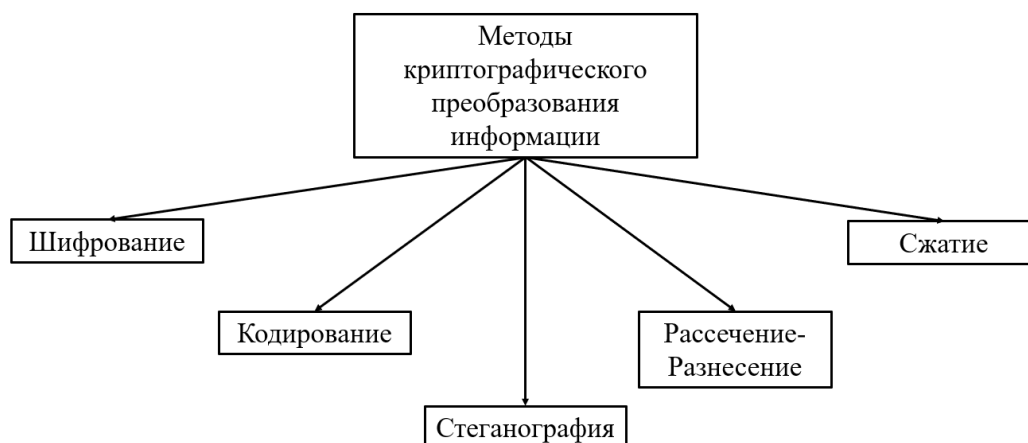 Методы
криптографического
преобразования
информации
Шифрование
Сжатие
Кодирование
Рассечение-
Разнесение
Стеганография